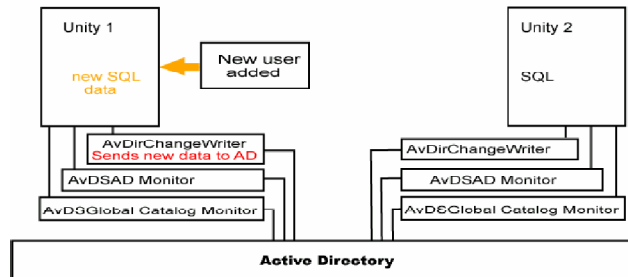 Unity 1
new SQL
data
New user
added
Unity 2
SQL
AvDirChangeWriter
Sends new data to AD
AvDSAD Monitor
AvDSGlobal Catalog Monitor
AvDirChangeWriter
AvDSAD Monitor
AvDSGlobal Catalog Monitor
Active Directory